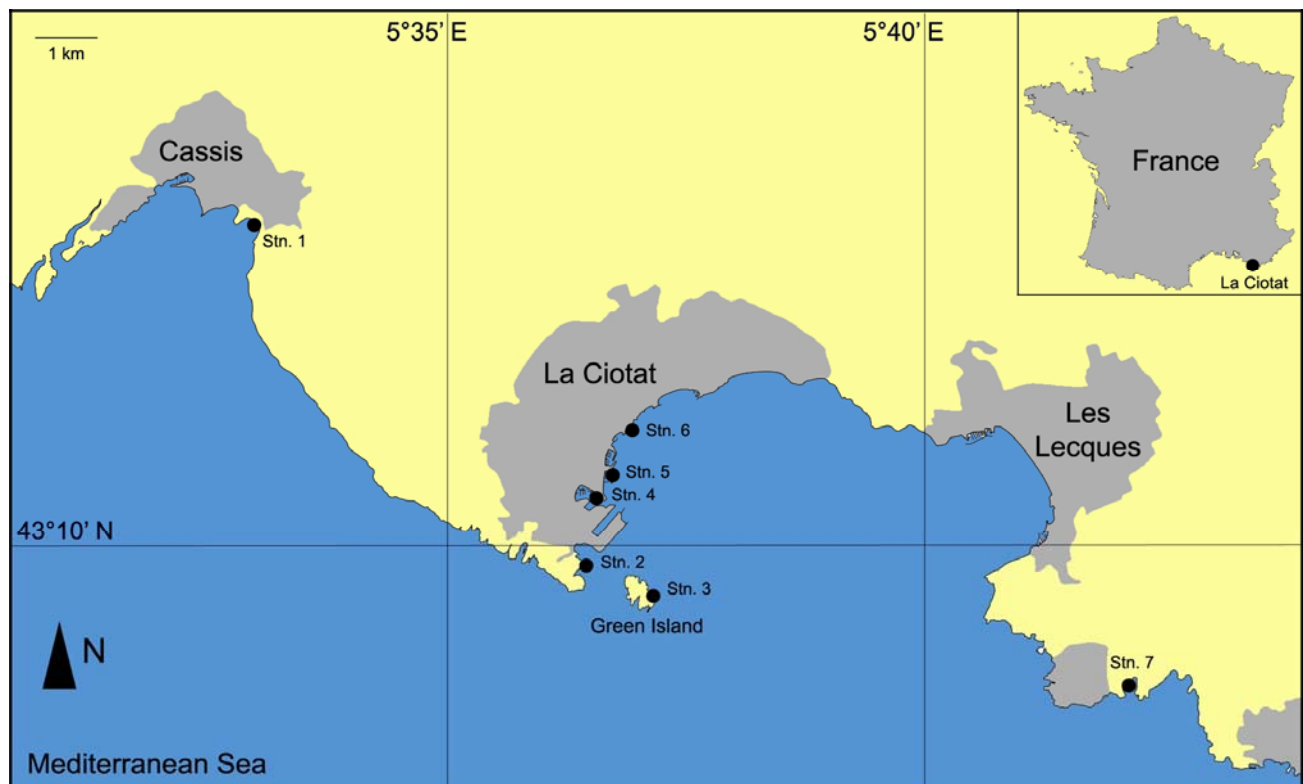 5°35' E
5°40' E
1 km
Cassis
France
Stn. 1
La Ciotat
La Ciotat
Les
Lecques
Stn. 6
Stn. 5
Stn. 4
43°10' N
Stn. 2
Stn. 3
Green Island
N
Stn. 7
Mediterranean Sea